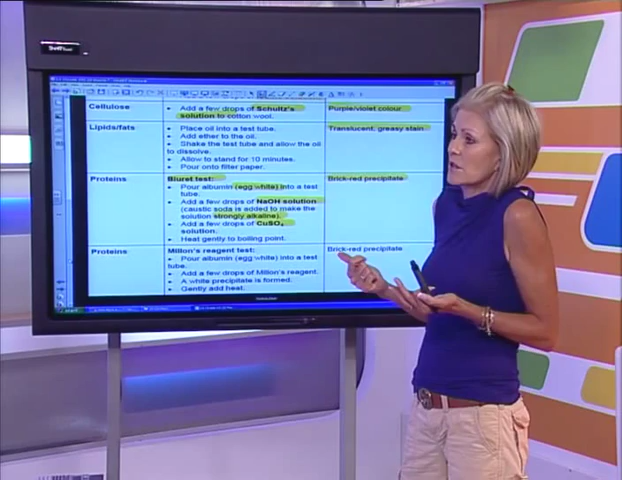 Cellulose
Add a few drops of Schultz's
solution to cotton wool.
Purple/violet colour
Lipids/fats
Place oil into a test tube.
Add ether to the oil.
Shake the test tube and allow the oil
to dissolve.
Allow to stand for 10 minutes.
Pour onto filter paper.
Translucent, greasy stain
Proteins
Biuret test:
Pour albumin (egg white) into a test
tube.
Add a few drops of NaOH solution
(caustic soda is added to make the
solution strongly alkaline).
Add a few drops of CuSO₄
solution.
Heat gently to boiling point.
Brick-red precipitate
Proteins
Millon's reagent test:
Pour albumin (egg white) into a test
tube.
Add a few drops of Millon's reagent.
A white precipitate is formed.
Gently add heat.
Brick-red precipitate